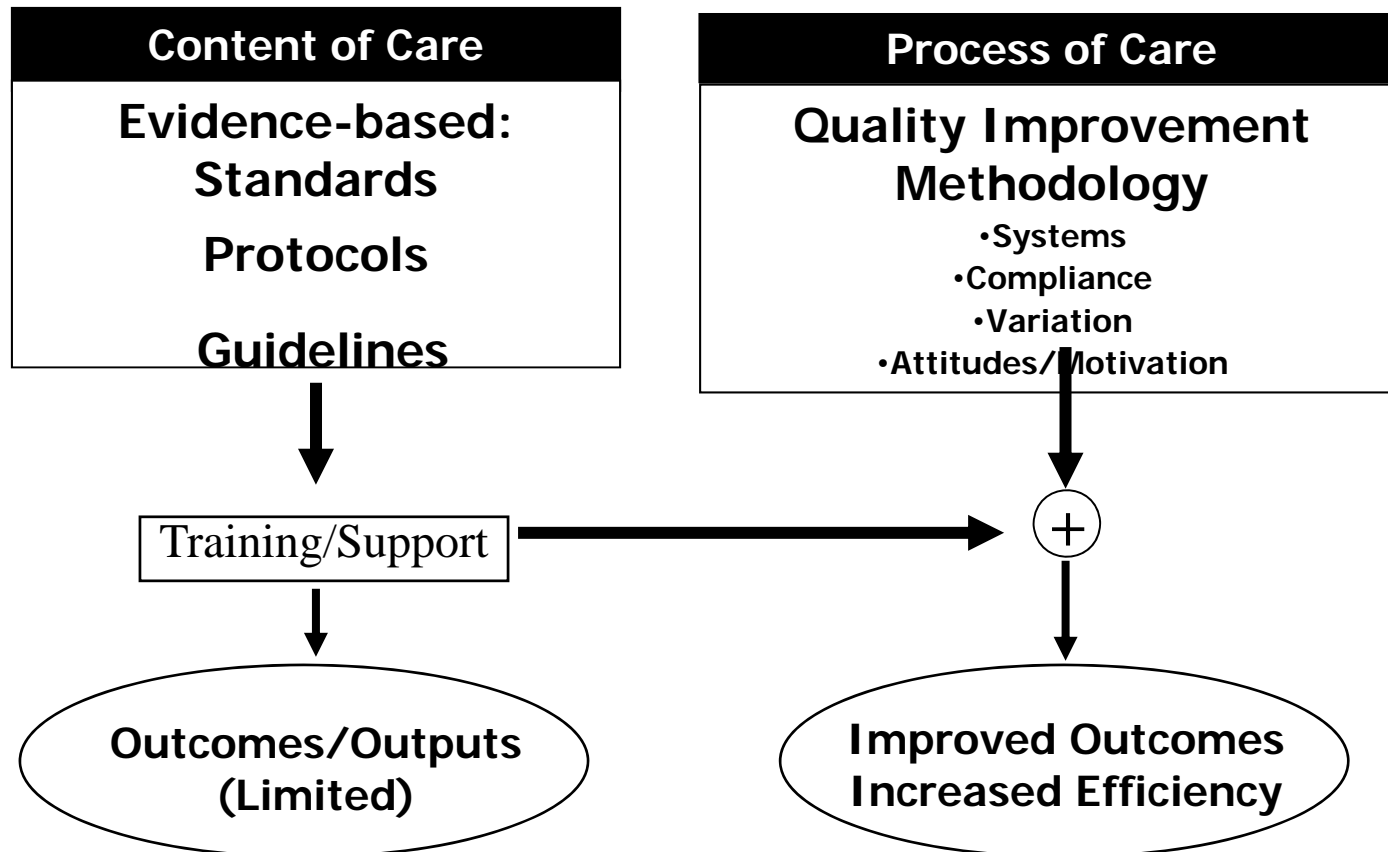 Content of Care
Evidence-based:
Standards
Protocols
Guidelines
Process of Care
Quality Improvement
Methodology
•Systems
•Compliance
•Variation
•Attitudes/Motivation
Training/Support
+
Outcomes/Outputs
(Limited)
Improved Outcomes
Increased Efficiency